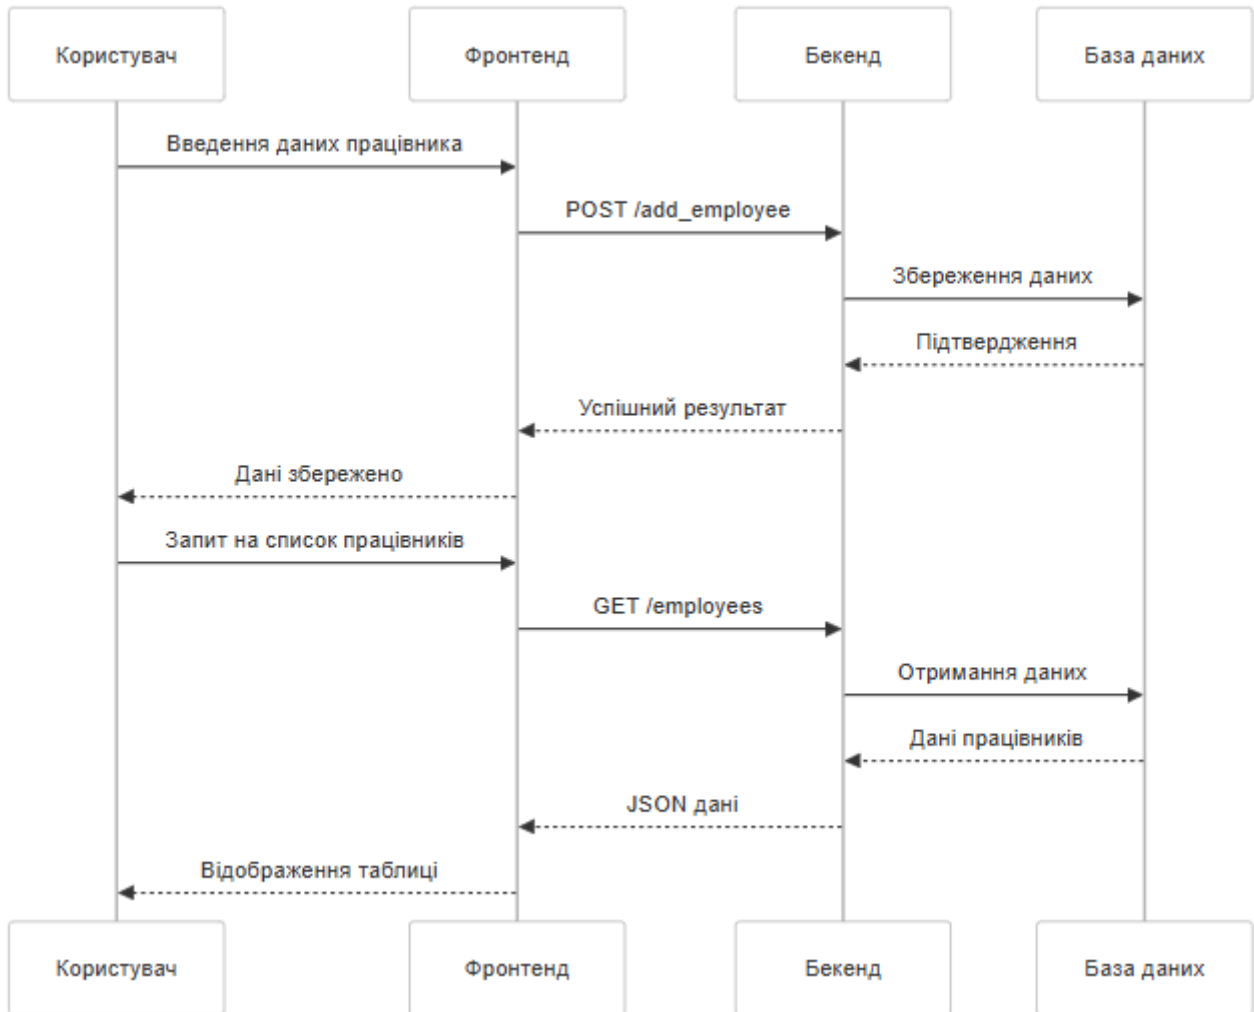 Користувач
Фронтенд
Бекенд
База даних
Введення даних працівника
POST /add_employee
Збереження даних
Підтвердження
Успішний результат
Дані збережено
Запит на список працівників
GET /employees
Отримання даних
Дані працівників
JSON дані
Відображення таблиці
Користувач
Фронтенд
Бекенд
База даних